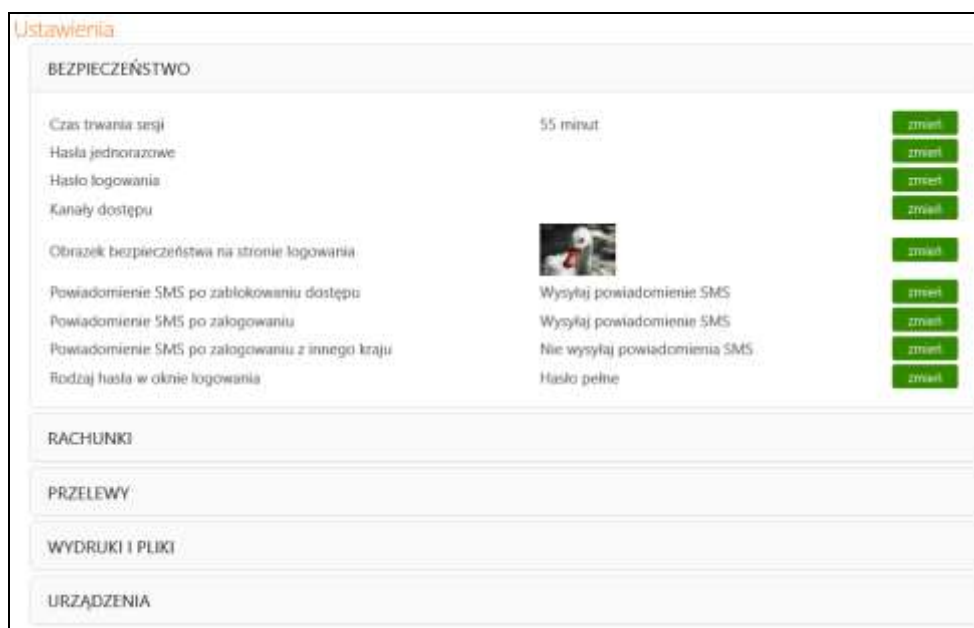 Ustawienia
BEZPIECZEŃSTWO
Czas trwania sesji 55 minut zmień
Hasła jednorazowe zmień
Hasło logowania zmień
Kanały dostępu zmień
Obrazek bezpieczeństwa na stronie logowania zmień
Powiadomienie SMS po zablokowaniu dostępu Wysyłaj powiadomienie SMS zmień
Powiadomienie SMS po zalogowaniu Wysyłaj powiadomienie SMS zmień
Powiadomienie SMS po zalogowaniu z innego kraju Nie wysyłaj powiadomienia SMS zmień
Rodzaj hasła w oknie logowania Hasło pełne zmień
RACHUNKI
PRZELEWY
WYDRUKI I PLIKI
URZĄDZENIA